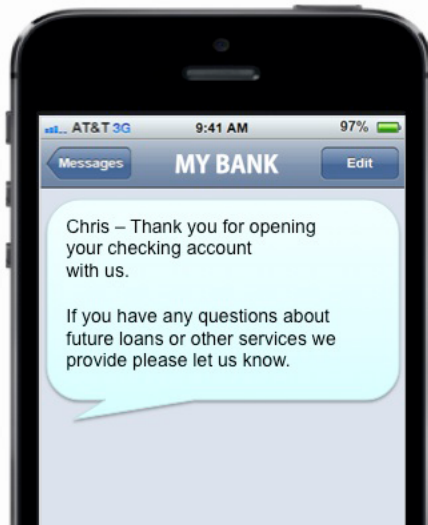 AT&T 3G 9:41 AM 97%
Messages MY BANK Edit
Chris – Thank you for opening
your checking account
with us.
If you have any questions about
future loans or other services we
provide please let us know.